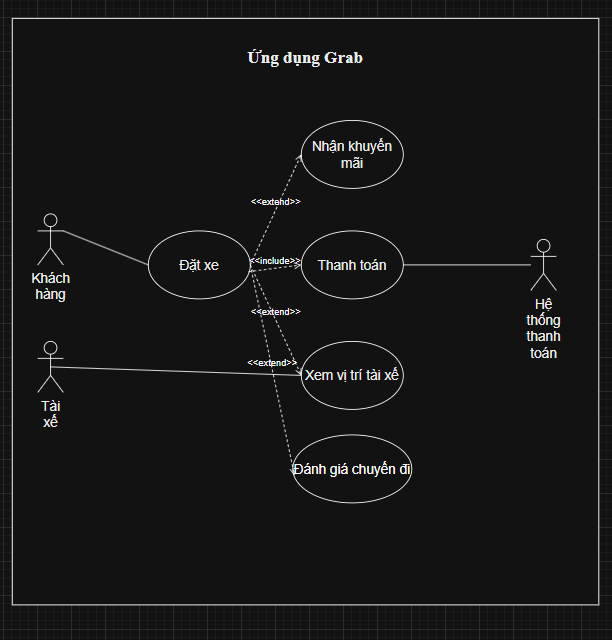 Ứng dụng Grab
Nhận khuyến
mãi
<<extend>>
Khách
hàng
Đặt xe
<<include>>
Thanh toán
Hệ
thống
thanh
toán
<<extend>>
Tài
xế
<<extend>>
Xem vị trí tài xế
Đánh giá chuyến đi